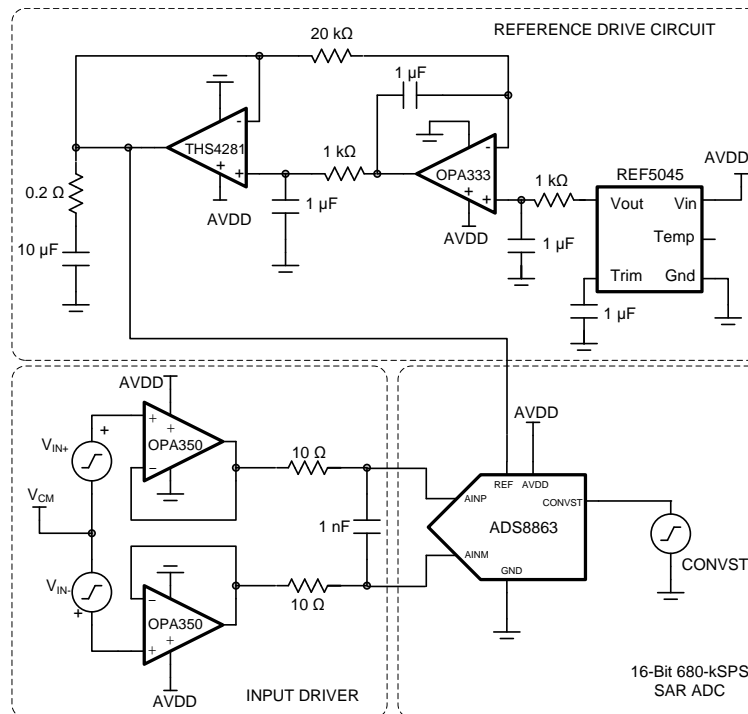 REFERENCE DRIVE CIRCUIT
20 kΩ
1 µF
-
THS4281
+
+
AVDD
1 kΩ
1 µF
-
OPA333
+
+
AVDD
1 kΩ
1 µF
REF5045
AVDD
Vout
Vin
Temp
Trim
Gnd
1 µF
0.2 Ω
10 µF
AVDD
+
VIN+
+
+
OPA350
-
10 Ω
VCM
1 nF
VIN-
+
-
OPA350
+
+
10 Ω
AVDD
INPUT DRIVER
AVDD
REF
AVDD
CONVST
AINP
ADS8863
AINM
GND
CONVST
16-Bit 680-kSPS
SAR ADC